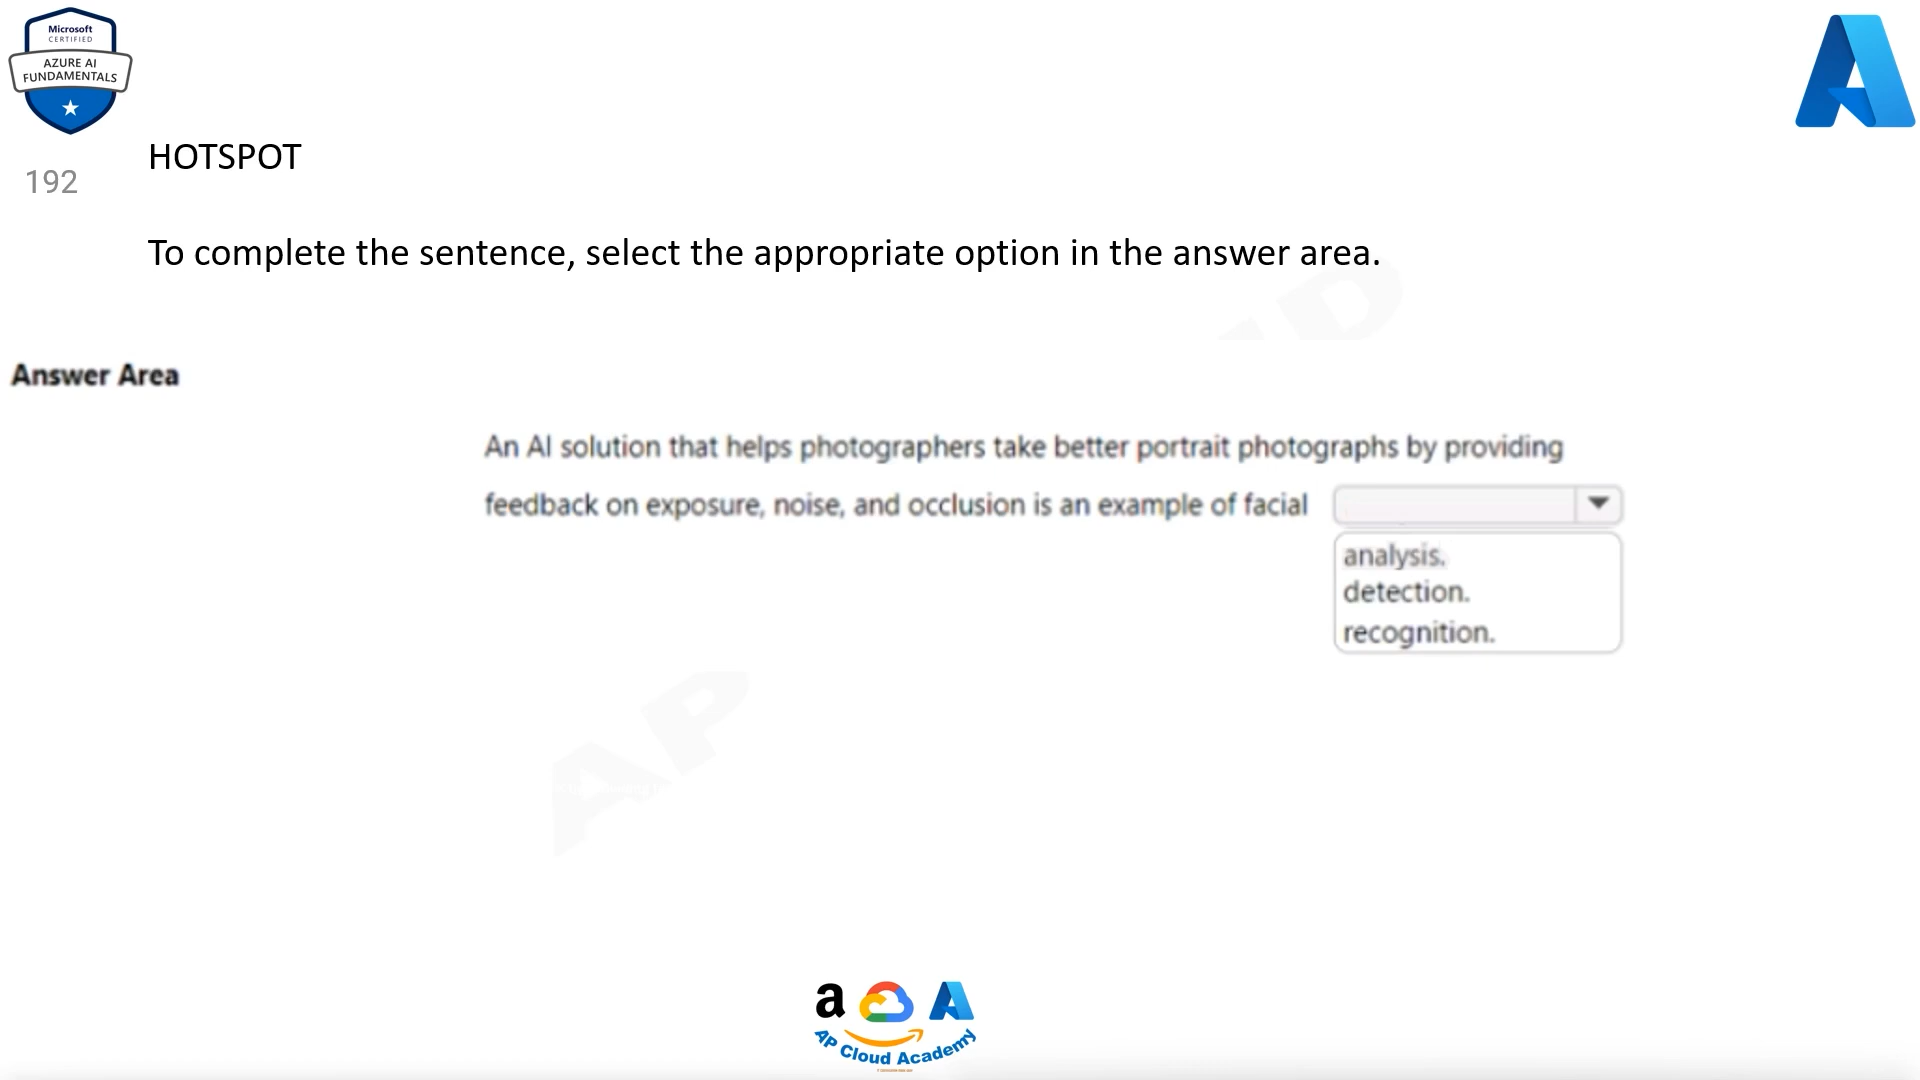 Microsoft
CERTIFIED
AZURE AI
FUNDAMENTALS
HOTSPOT
192
To complete the sentence, select the appropriate option in the answer area.
Answer Area
An AI solution that helps photographers take better portrait photographs by providing
feedback on exposure, noise, and occlusion is an example of facial
analysis.
detection.
recognition.
AP
a
AP Cloud Academy